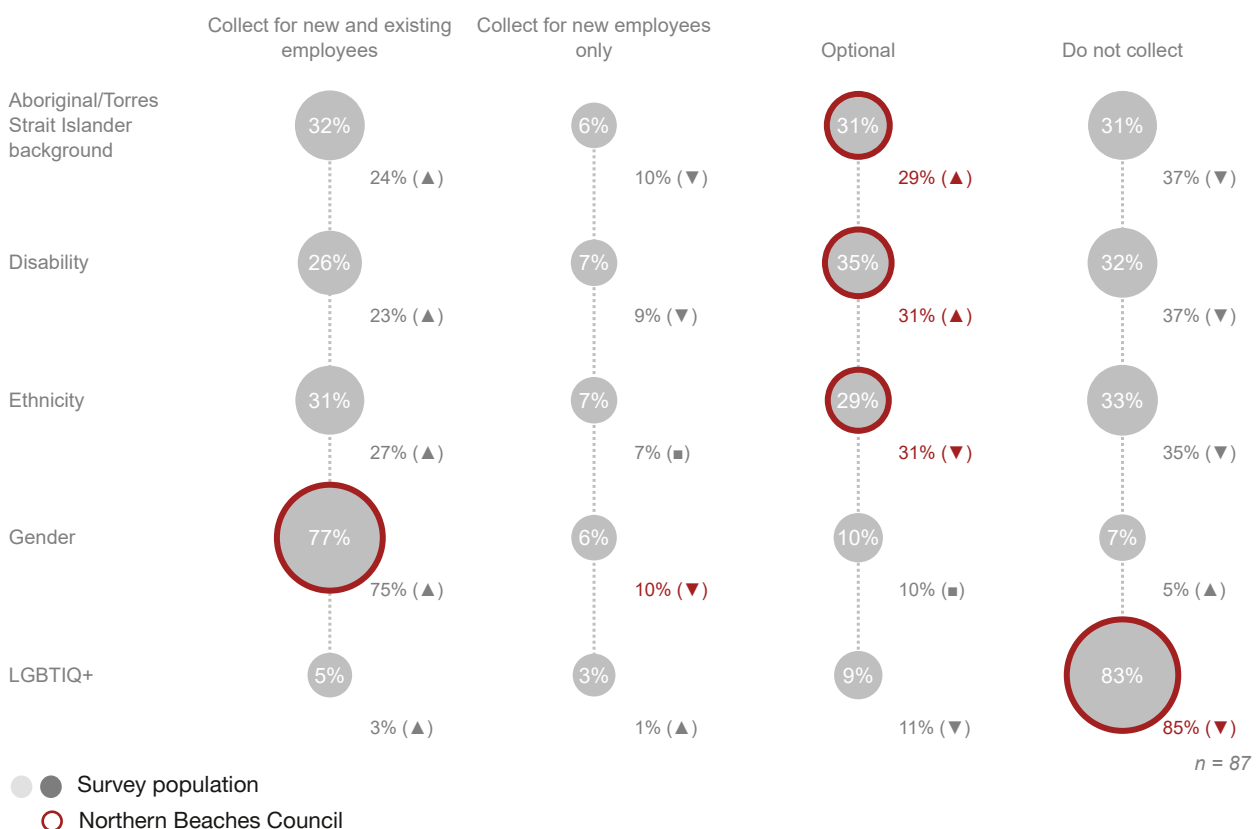 Collect for new and existing
employees
Collect for new employees
only
Optional
Do not collect
Aboriginal/Torres
Strait Islander
background
32%
6%
31%
31%
24% (▲)
10% (▼)
29% (▲)
37% (▼)
Disability
26%
7%
35%
32%
23% (▲)
9% (▼)
31% (▲)
37% (▼)
Ethnicity
31%
7%
29%
33%
27% (▲)
7% (■)
31% (▼)
35% (▼)
Gender
77%
6%
10%
7%
75% (▲)
10% (▼)
10% (■)
5% (▲)
LGBTIQ+
5%
3%
9%
83%
3% (▲)
1% (▲)
11% (▼)
85% (▼)
n = 87
Survey population
Northern Beaches Council